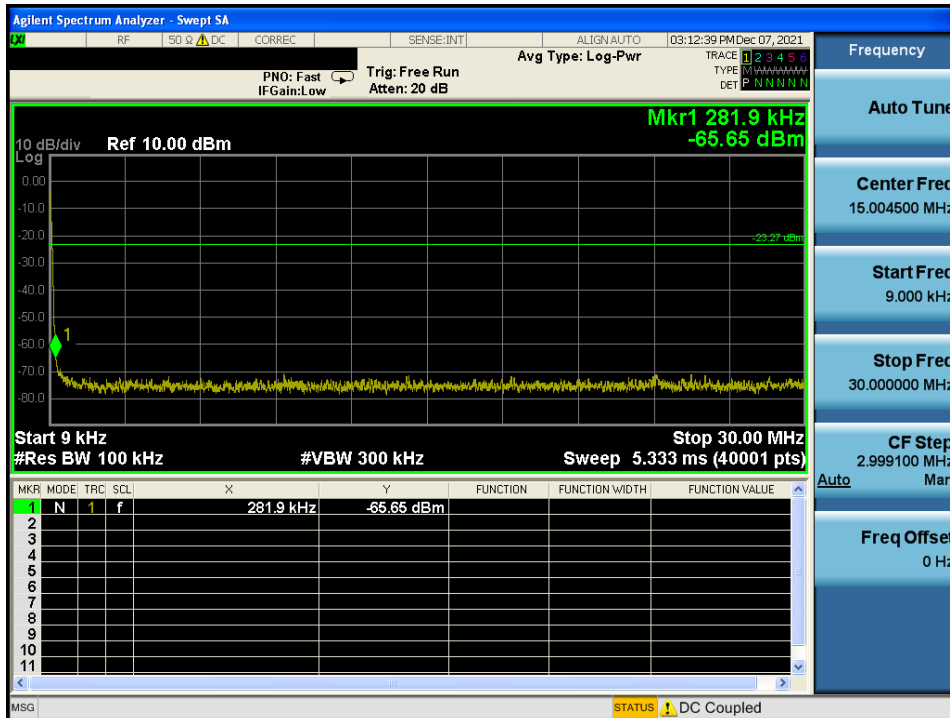 Agilent Spectrum Analyzer - Swept SA
LXI RF 50 Ω DC CORREC SENSE:INT ALIGN AUTO 03:12:39 PM Dec 07, 2021
PNO: Fast
IFGain:Low
Trig: Free Run
Atten: 20 dB
Avg Type: Log-Pwr
TRACE 1 2 3 4 5 6
TYPE M
DET P N N N N N
Mkr1 281.9 kHz
-65.65 dBm
10 dB/div
Log
Ref 10.00 dBm
0.00
-10.0
-20.0
-23.27 dBm
-30.0
-40.0
-50.0
1
-60.0
-70.0
-80.0
Start 9 kHz
Stop 30.00 MHz
#Res BW 100 kHz
#VBW 300 kHz
Sweep 5.333 ms (40001 pts)
MKR MODE TRC SCL X Y FUNCTION FUNCTION WIDTH FUNCTION VALUE
1 N 1 f 281.9 kHz -65.65 dBm
2
3
4
5
6
7
8
9
10
11
MSG
STATUS DC Coupled
Frequency
Auto Tune
Center Freq
15.004500 MHz
Start Freq
9.000 kHz
Stop Freq
30.000000 MHz
CF Step
2.999100 MHz
Auto Man
Freq Offset
0 Hz